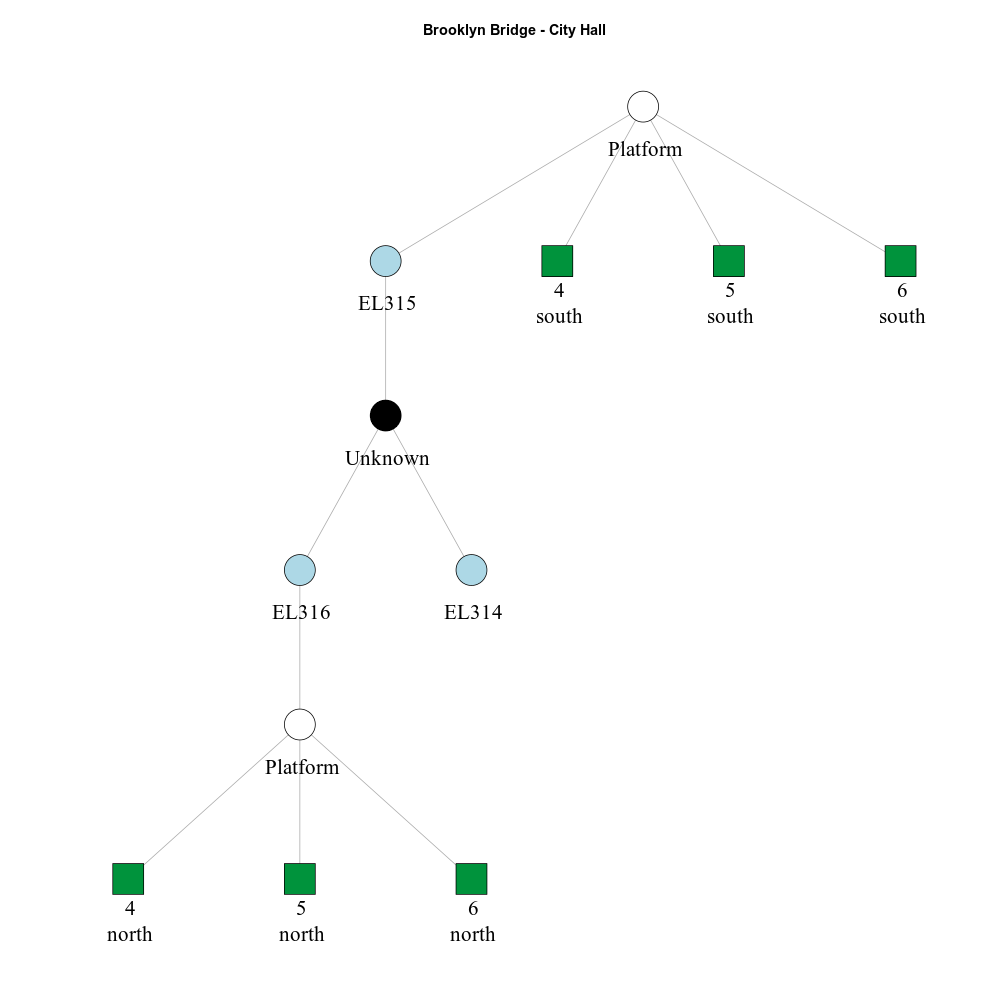 Brooklyn Bridge - City Hall
Platform
EL315
4
south
5
south
6
south
Unknown
EL316
EL314
Platform
4
north
5
north
6
north